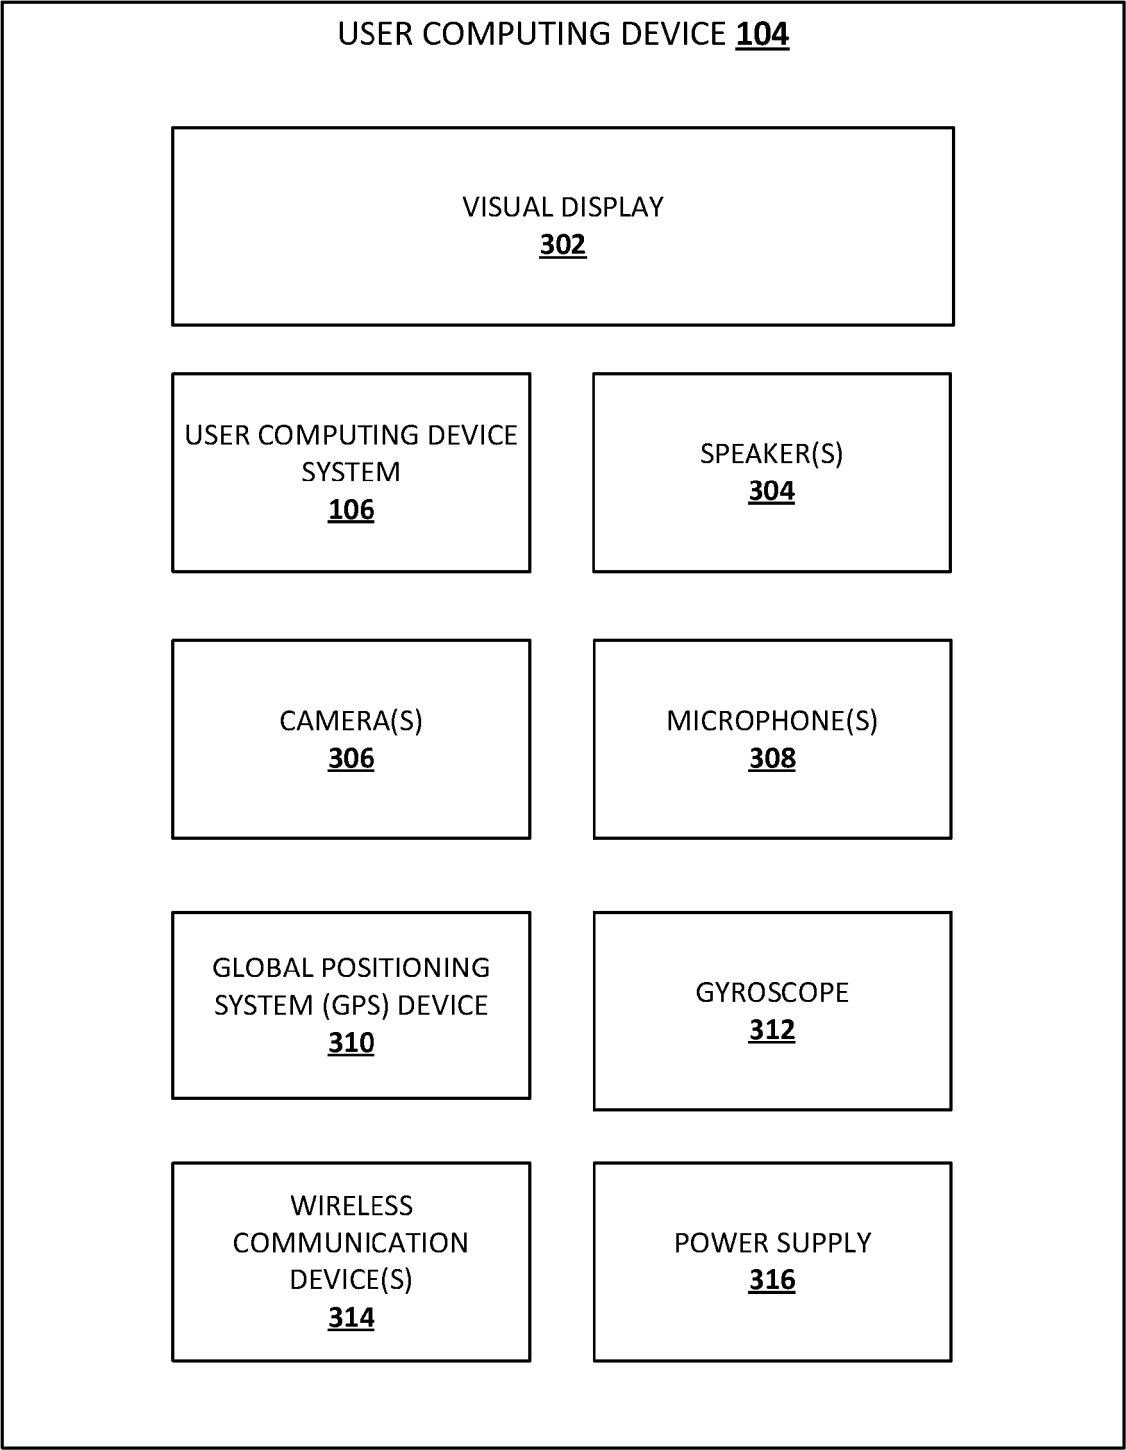 USER COMPUTING DEVICE 104
VISUAL DISPLAY
302
USER COMPUTING DEVICE
SYSTEM
106
SPEAKER(S)
304
CAMERA(S)
306
MICROPHONE(S)
308
GLOBAL POSITIONING
SYSTEM (GPS) DEVICE
310
GYROSCOPE
312
WIRELESS
COMMUNICATION
DEVICE(S)
314
POWER SUPPLY
316